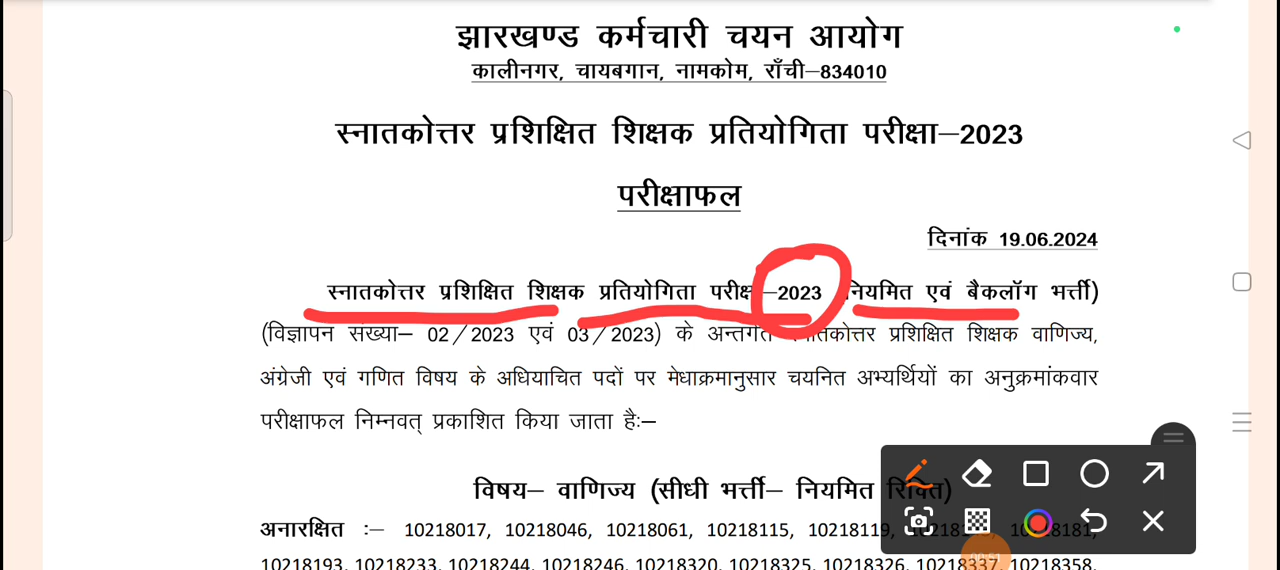 झारखण्ड कर्मचारी चयन आयोग
कालीनगर, चायबगान, नामकोम, राँची–834010
स्नातकोत्तर प्रशिक्षित शिक्षक प्रतियोगिता परीक्षा–2023
परीक्षाफल
दिनांक 19.06.2024
स्नातकोत्तर प्रशिक्षित शिक्षक प्रतियोगिता –2023 नियमित एवं बैकलॉग भर्त्ती)
(विज्ञापन संख्या– 02/2023 एवं 03/2023) के अन्तर्गत प्रशिक्षित शिक्षक वाणिज्य,
अंग्रेजी एवं गणित विषय के अधियाचित पदों पर मेधाक्रमानुसार चयनित अभ्यर्थियों का अनुक्रमांकवार
परीक्षाफल निम्नवत् प्रकाशित किया जाता हैः–
विषय– वाणिज्य (सीधी भर्त्ती– नियमित रिक्ति)
अनारक्षित :– 10218017, 10218046, 10218061, 10218115, 10218119,
10218193, 10218233, 10218244, 10218246, 10218320, 10218325, 10218326, 10218337, 10218358,